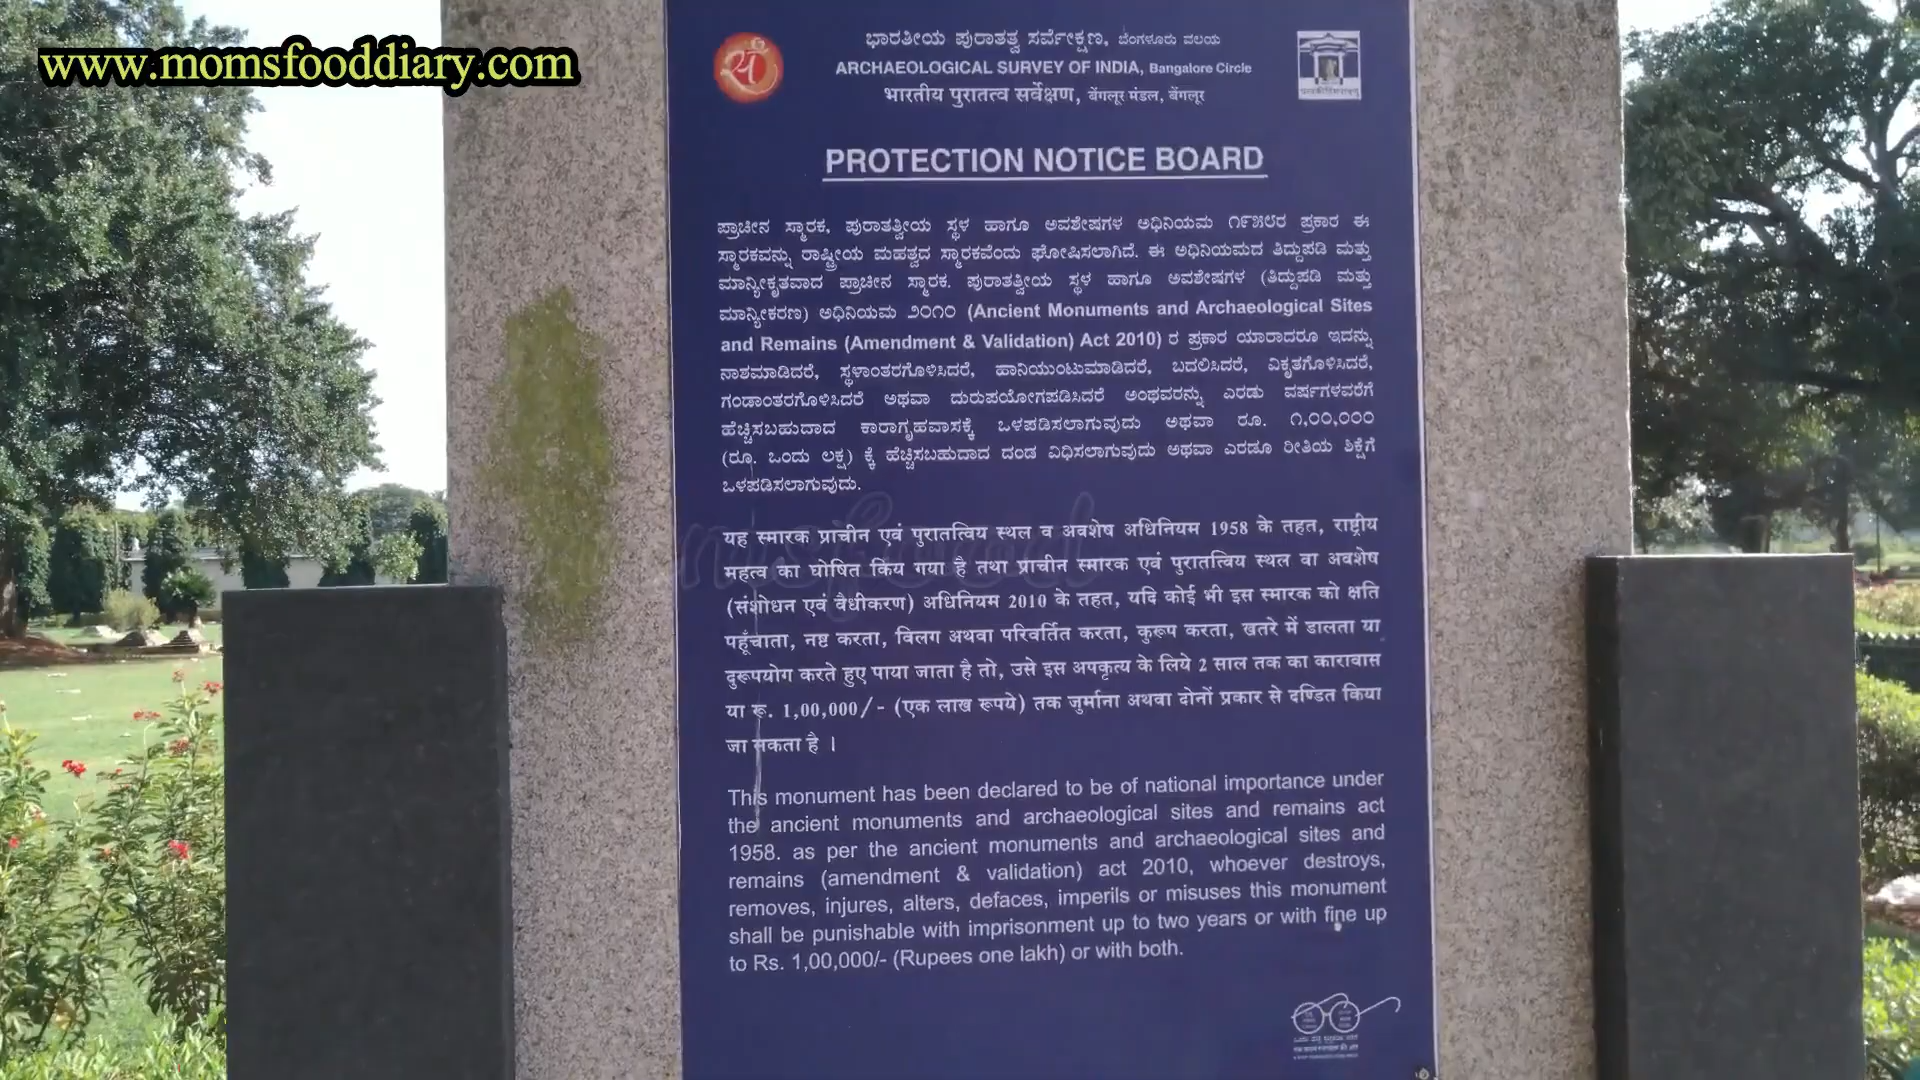 www.momsfooddiary.com
ಭಾರತೀಯ ಪುರಾತತ್ವ ಸರ್ವೇಕ್ಷಣ, ಬೆಂಗಳೂರು ವಲಯ
ARCHAEOLOGICAL SURVEY OF INDIA, Bangalore Circle
भारतीय पुरातत्व सर्वेक्षण, बेंगलूर मंडल, बेंगलूर
PROTECTION NOTICE BOARD
ಪ್ರಾಚೀನ ಸ್ಮಾರಕ, ಪುರಾತತ್ವೀಯ ಸ್ಥಳ ಹಾಗೂ ಅವಶೇಷಗಳ ಅಧಿನಿಯಮ ೧೯೫೮ರ ಪ್ರಕಾರ ಈ
ಸ್ಮಾರಕವನ್ನು ರಾಷ್ಟ್ರೀಯ ಮಹತ್ವದ ಸ್ಮಾರಕವೆಂದು ಘೋಷಿಸಲಾಗಿದೆ. ಈ ಅಧಿನಿಯಮದ ತಿದ್ದುಪಡಿ ಮತ್ತು
ಮಾನ್ಯೀಕೃತವಾದ ಪ್ರಾಚೀನ ಸ್ಮಾರಕ. ಪುರಾತತ್ವೀಯ ಸ್ಥಳ ಹಾಗೂ ಅವಶೇಷಗಳ (ತಿದ್ದುಪಡಿ ಮತ್ತು
ಮಾನ್ಯೀಕರಣ) ಅಧಿನಿಯಮ ೨೦೧೦ (Ancient Monuments and Archaeological Sites
and Remains (Amendment & Validation) Act 2010) ರ ಪ್ರಕಾರ ಯಾರಾದರೂ ಇದನ್ನು
ನಾಶಮಾಡಿದರೆ, ಸ್ಥಳಾಂತರಗೊಳಿಸಿದರೆ, ಹಾನಿಯುಂಟುಮಾಡಿದರೆ, ಬದಲಿಸಿದರೆ, ವಿಕೃತಗೊಳಿಸಿದರೆ,
ಗಂಡಾಂತರಗೊಳಿಸಿದರೆ ಅಥವಾ ದುರುಪಯೋಗಪಡಿಸಿದರೆ ಅಂಥವರನ್ನು ಎರಡು ವರ್ಷಗಳವರೆಗೆ
ಹೆಚ್ಚಿಸಬಹುದಾದ ಕಾರಾಗೃಹವಾಸಕ್ಕೆ ಒಳಪಡಿಸಲಾಗುವುದು ಅಥವಾ ರೂ. ೧,೦೦,೦೦೦
(ರೂ. ಒಂದು ಲಕ್ಷ) ಕ್ಕೆ ಹೆಚ್ಚಿಸಬಹುದಾದ ದಂಡ ವಿಧಿಸಲಾಗುವುದು ಅಥವಾ ಎರಡೂ ರೀತಿಯ ಶಿಕ್ಷೆಗೆ
ಒಳಪಡಿಸಲಾಗುವುದು.
यह स्मारक प्राचीन एवं पुरातत्विय स्थल व अवशेष अधिनियम 1958 के तहत, राष्ट्रीय
महत्व का घोषित किय गया है तथा प्राचीन स्मारक एवं पुरातत्विय स्थल वा अवशेष
(संशोधन एवं वैधीकरण) अधिनियम 2010 के तहत, यदि कोई भी इस स्मारक को क्षति
पहूँचाता, नष्ट करता, विलग अथवा परिवर्तित करता, कुरूप करता, खतरे में डालता या
दुरूपयोग करते हुए पाया जाता है तो, उसे इस अपकृत्य के लिये 2 साल तक का कारावास
या रू. 1,00,000/- (एक लाख रूपये) तक जुर्माना अथवा दोनों प्रकार से दण्डित किया
जा सकता है ।
This monument has been declared to be of national importance under
the ancient monuments and archaeological sites and remains act
1958. as per the ancient monuments and archaeological sites and
remains (amendment & validation) act 2010, whoever destroys,
removes, injures, alters, defaces, imperils or misuses this monument
shall be punishable with imprisonment up to two years or with fine up
to Rs. 1,00,000/- (Rupees one lakh) or with both.